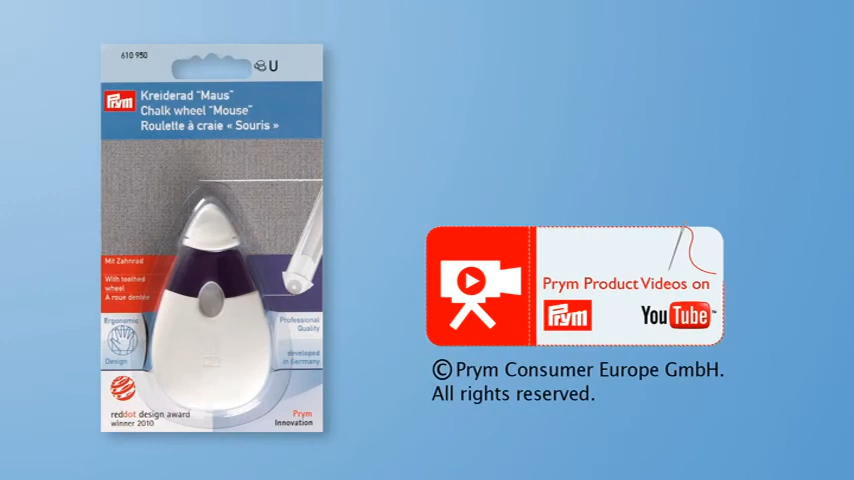 610 950
U
Prym
Kreiderad "Maus"
Chalk wheel "Mouse"
Roulette à craie « Souris »
Mit Zahnrad
With toothed
wheel
A roue dentée
Ergonomic
Design
Professional
Quality
developed
in Germany
reddot design award
winner 2010
Prym
Innovation
Prym Product Videos on
Prym
YouTube™
© Prym Consumer Europe GmbH.
All rights reserved.